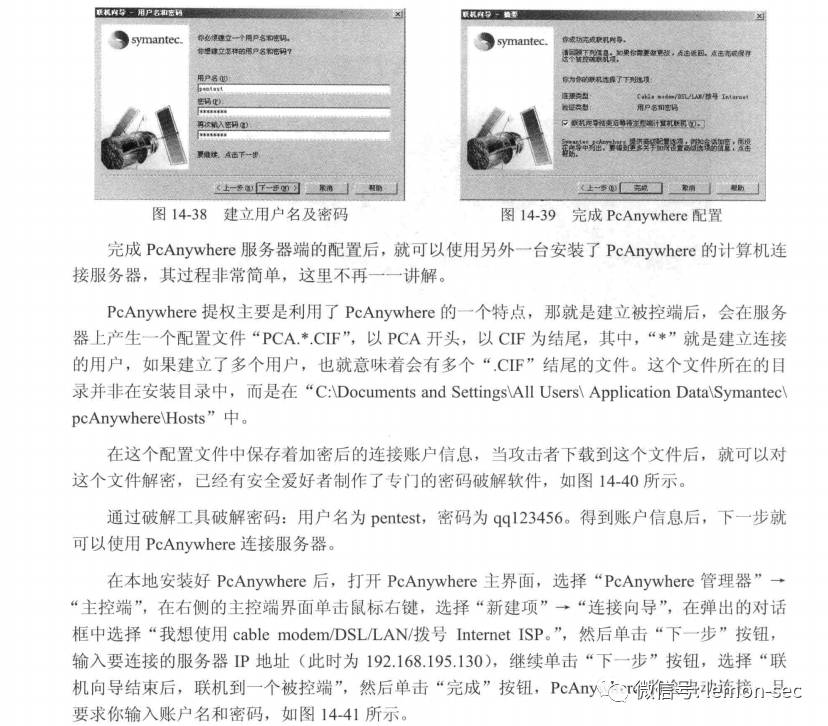 联机向导 - 用户名和密码
symantec.
你必须建立一个用户名和密码。
你想建立怎样的用户名和密码?
用户名(U):
pentest
密码(P):
********
再次输入密码(R):
********
要继续,点击下一步
<上一步(B) 下一步(N)> 取消 帮助
联机向导 - 摘要
symantec.
你成功完成联机向导。
请回顾下列信息。如果你需要做更改,点击返回。点击完成保存
这个被控端联机项。
你为你的联机选择了下列选项:
连接类型: Cable modem/DSL/LAN/拨号 Internet
验证类型: 用户名和密码
联机向导结束后等待来自远端计算机联机
Symantec pcAnywhere 提供高级配置选项,例如会话加密,而没
在向导中列出。要得到更多关于如何设置高级选项的信息,点击
帮助。
<上一步(B) 完成 取消 帮助
图 14-38 建立用户名及密码
图 14-39 完成 PcAnywhere 配置
完成 PcAnywhere 服务器端的配置后,就可以使用另外一台安装了 PcAnywhere 的计算机连
接服务器,其过程非常简单,这里不再一一讲解。
PcAnywhere 提权主要是利用了 PcAnywhere 的一个特点,那就是建立被控端后,会在服务
器上产生一个配置文件“PCA.*.CIF”,以 PCA 开头,以 CIF 为结尾,其中,“*”就是建立连接
的用户,如果建立了多个用户,也就意味着会有多个“.CIF”结尾的文件。这个文件所在的目
录并非在安装目录中,而是在“C:\Documents and Settings\All Users\ Application Data\Symantec\
pcAnywhere\Hosts”中。
在这个配置文件中保存着加密后的连接账户信息,当攻击者下载到这个文件后,就可以对
这个文件解密,已经有安全爱好者制作了专门的密码破解软件,如图 14-40 所示。
通过破解工具破解密码:用户名为 pentest,密码为 qq123456。得到账户信息后,下一步就
可以使用 PcAnywhere 连接服务器。
在本地安装好 PcAnywhere 后,打开 PcAnywhere 主界面,选择“PcAnywhere 管理器”→
“主控端”,在右侧的主控端界面单击鼠标右键,选择“新建项”→“连接向导”,在弹出的对话
框中选择“我想使用 cable modem/DSL/LAN/拨号 Internet ISP。”,然后单击“下一步”按钮,
输入要连接的服务器 IP 地址(此时为 192.168.195.130),继续单击“下一步”按钮,选择“联
机向导结束后,联机到一个被控端”,然后单击“完成”按钮,PcAny
微信号: lemon-sec
要求你输入账户名和密码,如图 14-41 所示。